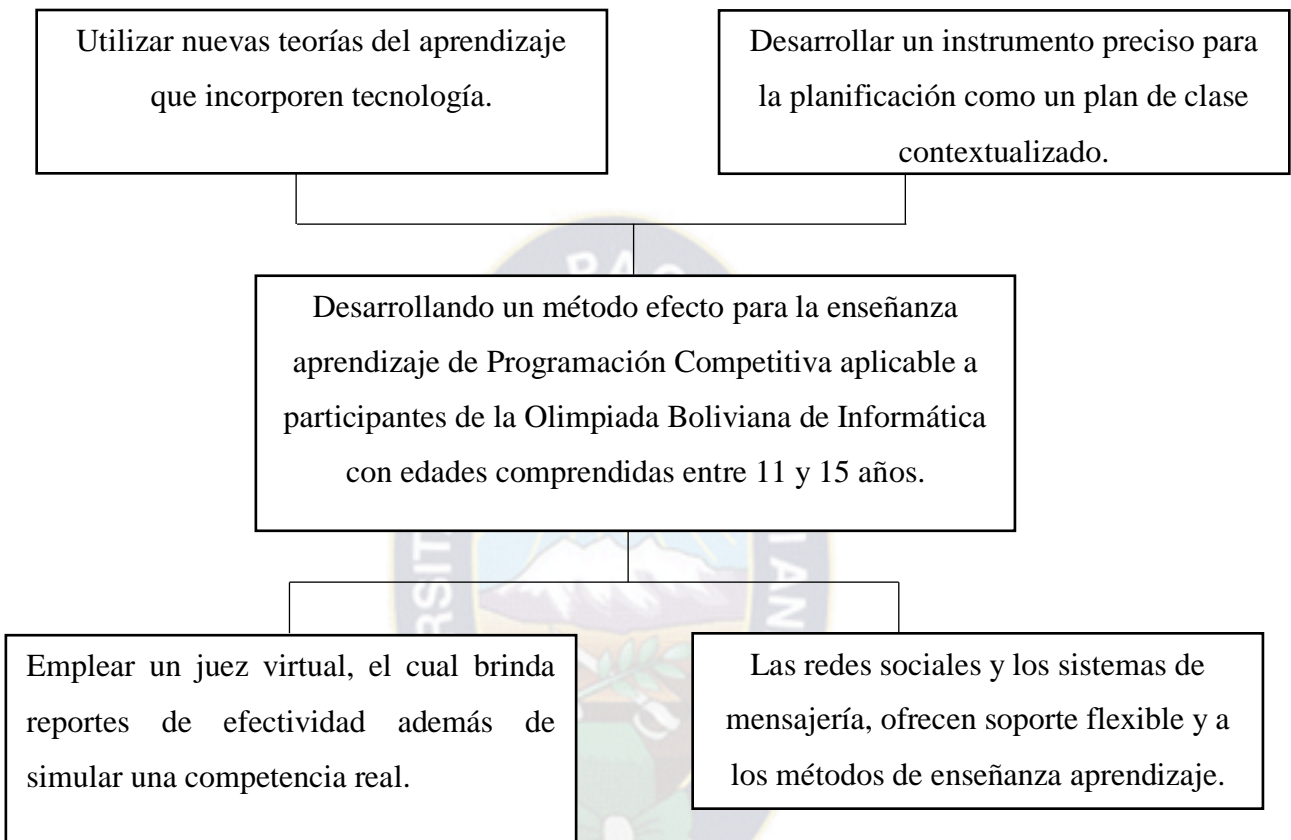 Utilizar nuevas teorías del aprendizaje
que incorporen tecnología.
Desarrollar un instrumento preciso para
la planificación como un plan de clase
contextualizado.
Desarrollando un método efecto para la enseñanza
aprendizaje de Programación Competitiva aplicable a
participantes de la Olimpiada Boliviana de Informática
con edades comprendidas entre 11 y 15 años.
Emplear un juez virtual, el cual brinda
reportes de efectividad además de
simular una competencia real.
Las redes sociales y los sistemas de
mensajería, ofrecen soporte flexible y a
los métodos de enseñanza aprendizaje.